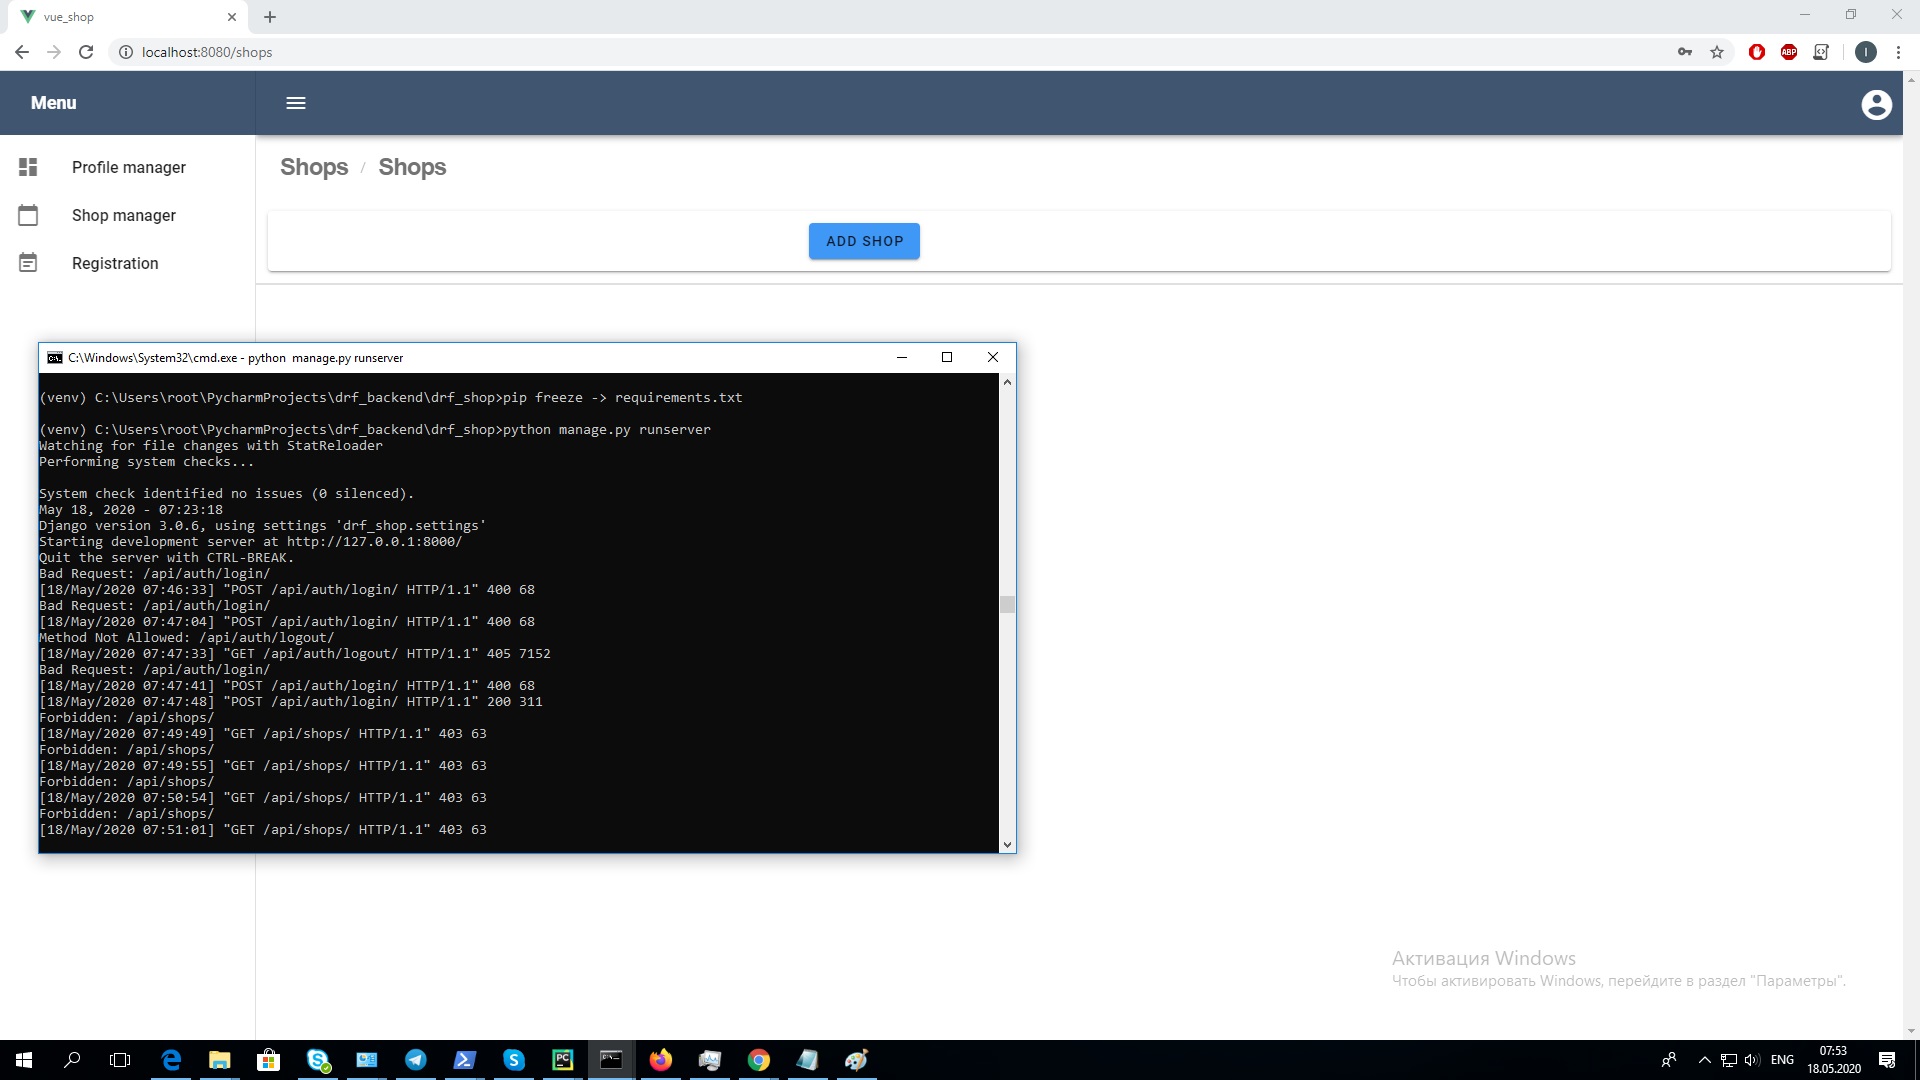 vue_shop
localhost:8080/shops
ABP
I
Menu
Profile manager
Shop manager
Registration
Shops / Shops
ADD SHOP
C:\Windows\System32\cmd.exe - python  manage.py runserver
(venv) C:\Users\root\PycharmProjects\drf_backend\drf_shop>pip freeze -> requirements.txt
(venv) C:\Users\root\PycharmProjects\drf_backend\drf_shop>python manage.py runserver
Watching for file changes with StatReloader
Performing system checks...
System check identified no issues (0 silenced).
May 18, 2020 - 07:23:18
Django version 3.0.6, using settings 'drf_shop.settings'
Starting development server at http://127.0.0.1:8000/
Quit the server with CTRL-BREAK.
Bad Request: /api/auth/login/
[18/May/2020 07:46:33] "POST /api/auth/login/ HTTP/1.1" 400 68
Bad Request: /api/auth/login/
[18/May/2020 07:47:04] "POST /api/auth/login/ HTTP/1.1" 400 68
Method Not Allowed: /api/auth/logout/
[18/May/2020 07:47:33] "GET /api/auth/logout/ HTTP/1.1" 405 7152
Bad Request: /api/auth/login/
[18/May/2020 07:47:41] "POST /api/auth/login/ HTTP/1.1" 400 68
[18/May/2020 07:47:48] "POST /api/auth/login/ HTTP/1.1" 200 311
Forbidden: /api/shops/
[18/May/2020 07:49:49] "GET /api/shops/ HTTP/1.1" 403 63
Forbidden: /api/shops/
[18/May/2020 07:49:55] "GET /api/shops/ HTTP/1.1" 403 63
Forbidden: /api/shops/
[18/May/2020 07:50:54] "GET /api/shops/ HTTP/1.1" 403 63
Forbidden: /api/shops/
[18/May/2020 07:51:01] "GET /api/shops/ HTTP/1.1" 403 63
Активация Windows
Чтобы активировать Windows, перейдите в раздел "Параметры".
PC
ENG
07:53
18.05.2020